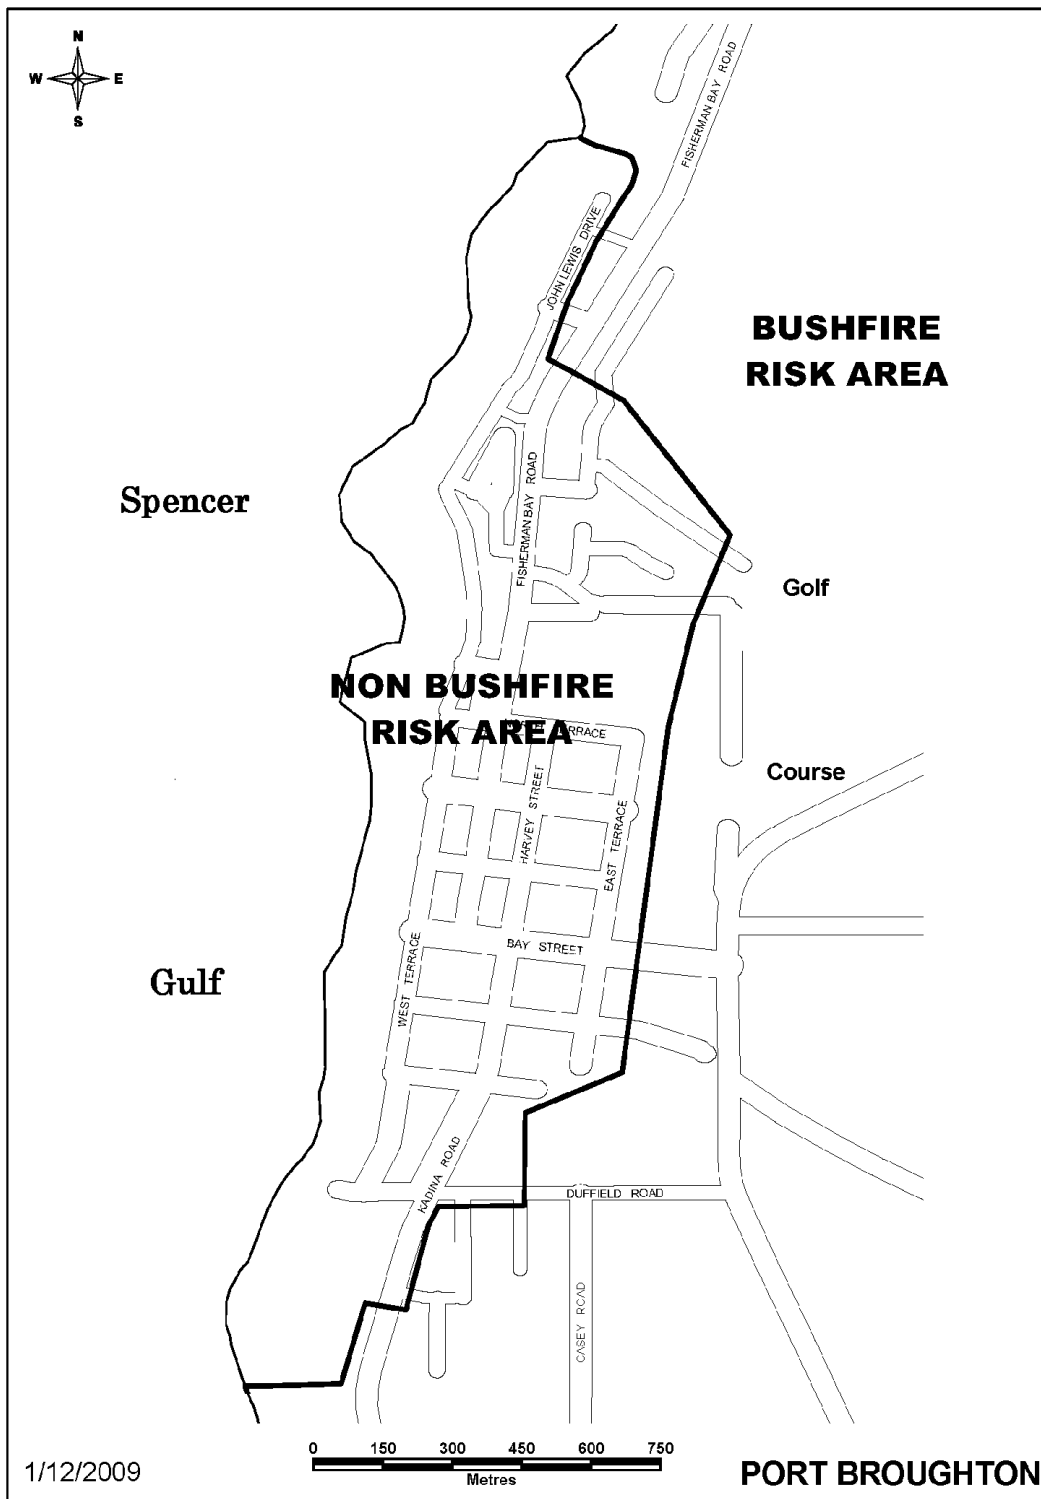 N
W E
S
FISHERMAN BAY ROAD
JOHN LEWIS DRIVE
BUSHFIRE
RISK AREA
Spencer
FISHERMAN BAY ROAD
Golf
NON BUSHFIRE
RISK AREA
TERRACE
Course
HARVEY STREET
EAST TERRACE
BAY STREET
WEST TERRACE
Gulf
KADINA ROAD
DUFFIELD ROAD
CASEY ROAD
0 150 300 450 600 750
Metres
1/12/2009
PORT BROUGHTON